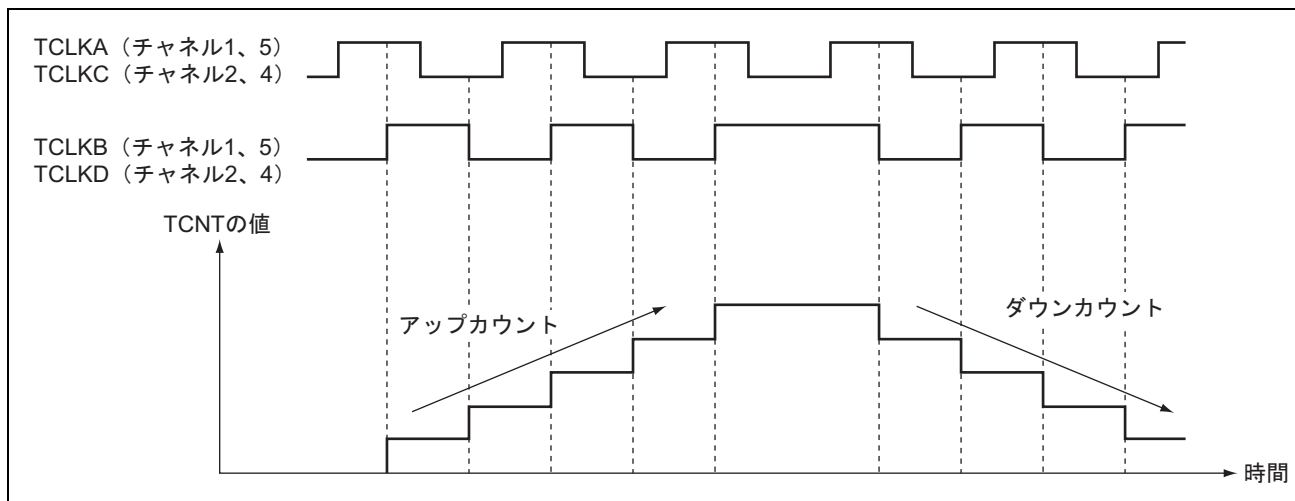 TCLKA（チャネル1、5）
TCLKC（チャネル2、4）
TCLKB（チャネル1、5）
TCLKD（チャネル2、4）
TCNTの値
アップカウント
ダウンカウント
時間